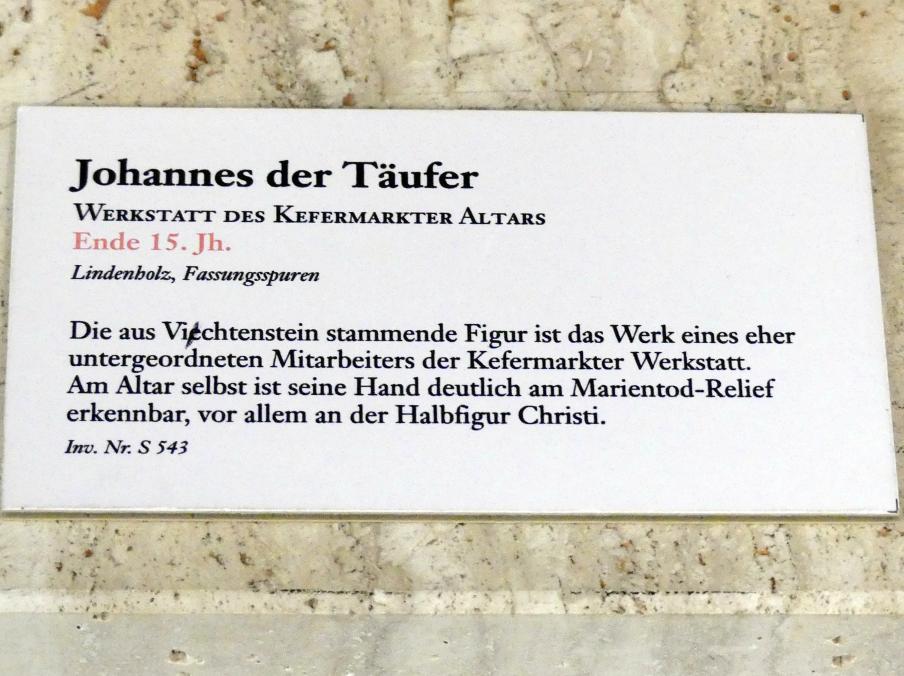 Johannes der Täufer
Werkstatt des Kefermarkter Altars
Ende 15. Jh.
Lindenholz, Fassungsspuren
Die aus Viechtenstein stammende Figur ist das Werk eines eher
untergeordneten Mitarbeiters der Kefermarkter Werkstatt.
Am Altar selbst ist seine Hand deutlich am Marientod-Relief
erkennbar, vor allem an der Halbfigur Christi.
Inv. Nr. S 543